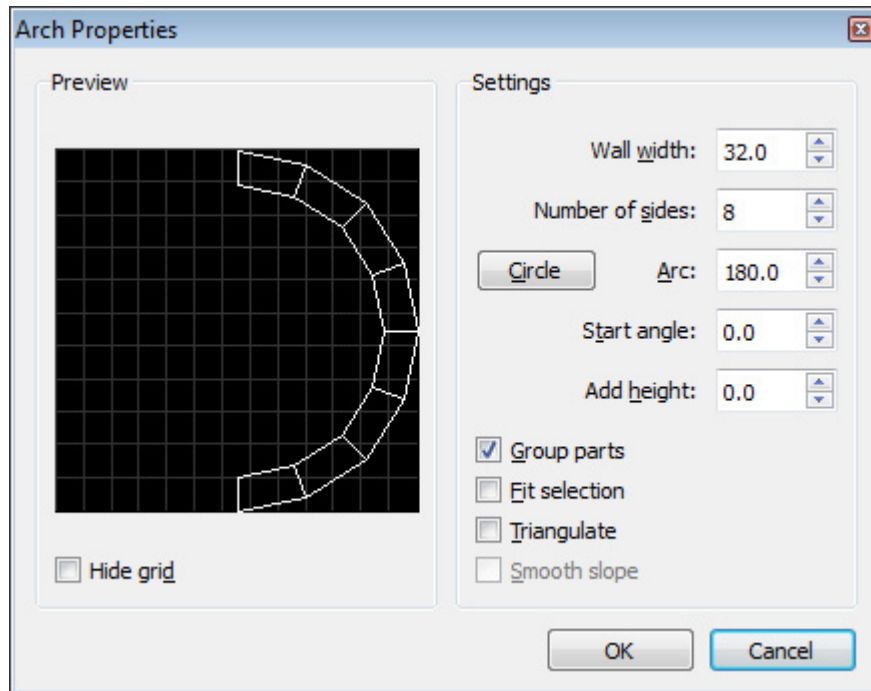 Arch Properties
Preview
Settings
Wall width: 32.0
Number of sides: 8
Circle Arc: 180.0
Start angle: 0.0
Add height: 0.0
Group parts
Fit selection
Triangulate
Hide grid
Smooth slope
OK Cancel